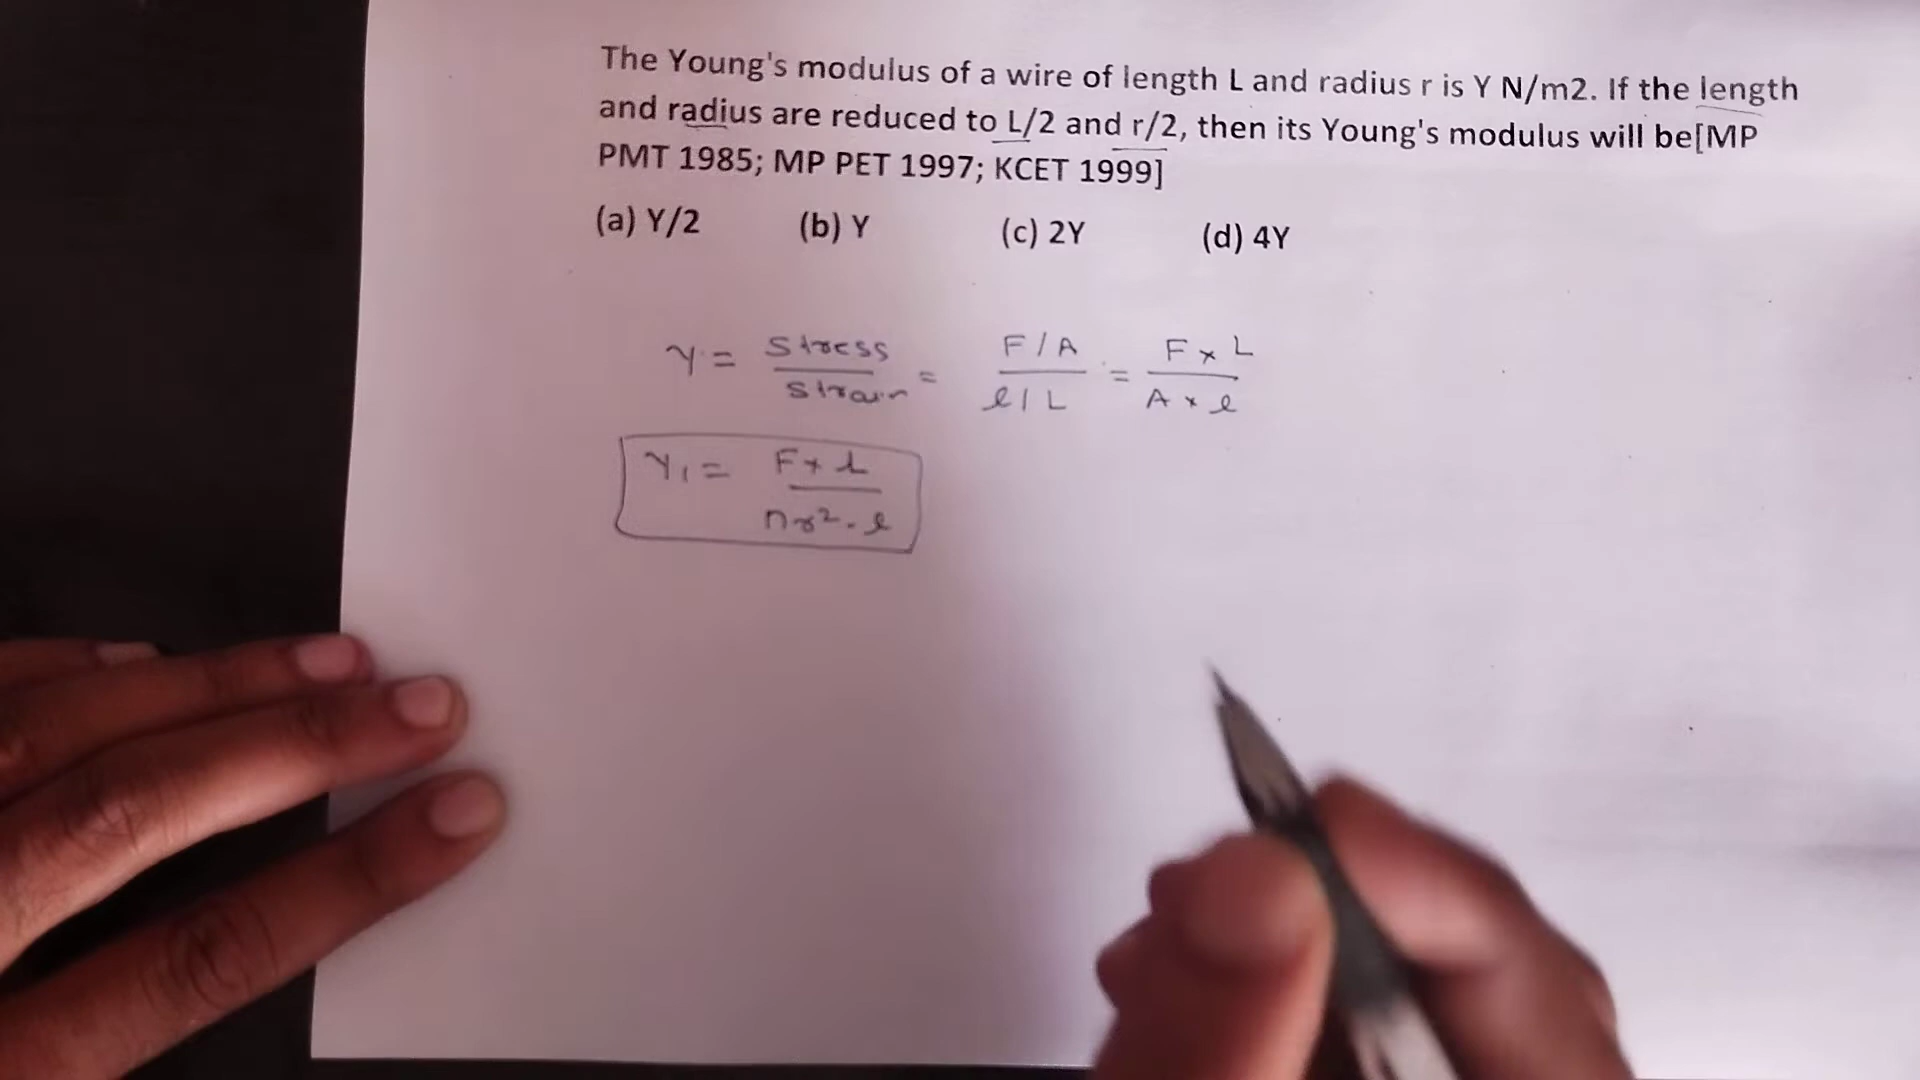 The Young's modulus of a wire of length L and radius r is Y N/m2. If the length
and radius are reduced to L/2 and r/2, then its Young's modulus will be[MP
PMT 1985; MP PET 1997; KCET 1999]
(a) Y/2 (b) Y (c) 2Y (d) 4Y
Y = Stress / Strain = F/A / l/L = F × L / A × l
Y₁ = F × L / πr² · l